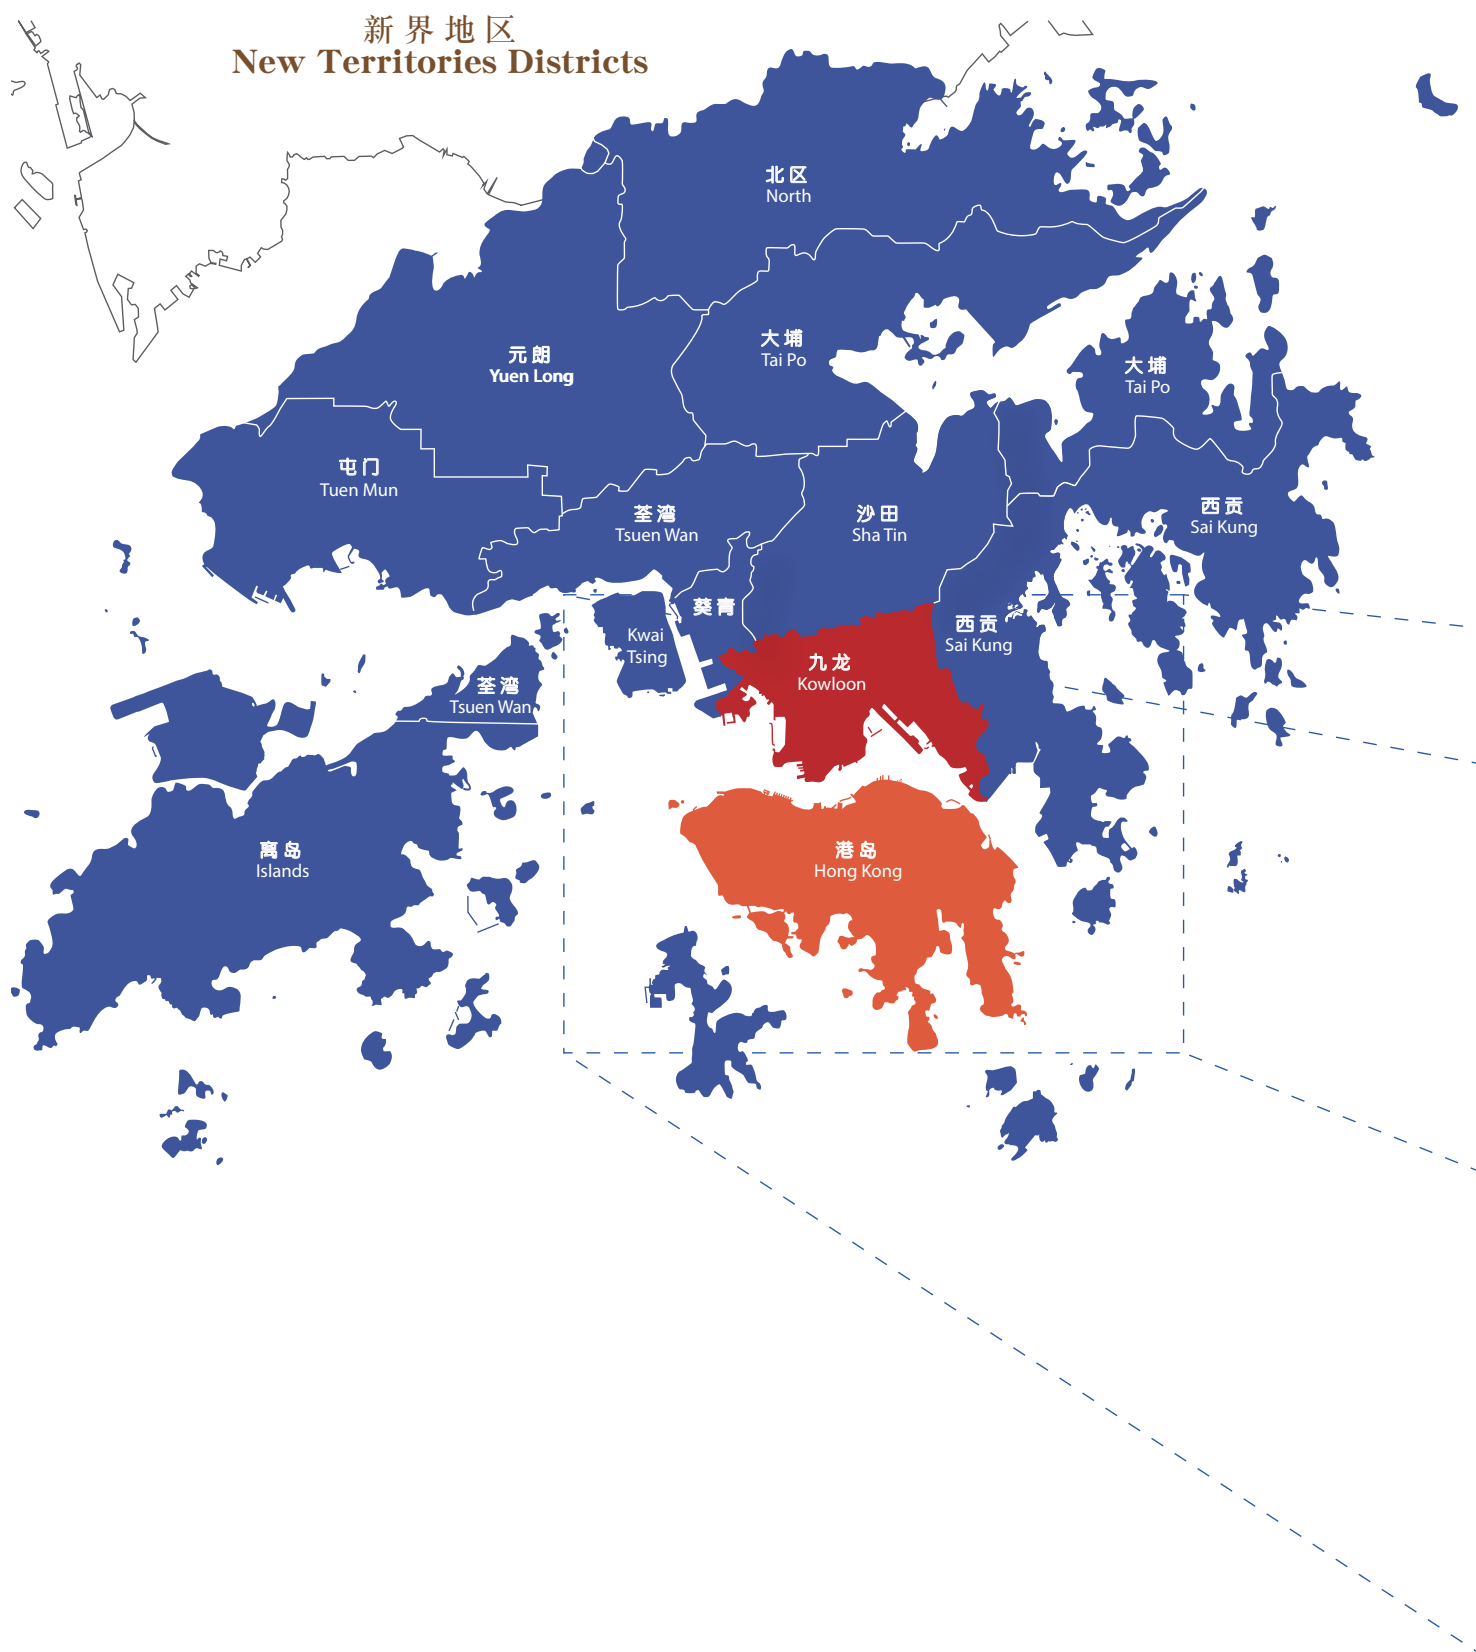 新界地区
New Territories Districts
北区
North
大埔
Tai Po
元朗
Yuen Long
大埔
Tai Po
屯门
Tuen Mun
荃湾
Tsuen Wan
沙田
Sha Tin
西贡
Sai Kung
葵青
Kwai
Tsing
西贡
Sai Kung
九龙
Kowloon
荃湾
Tsuen Wan
离岛
Islands
港岛
Hong Kong